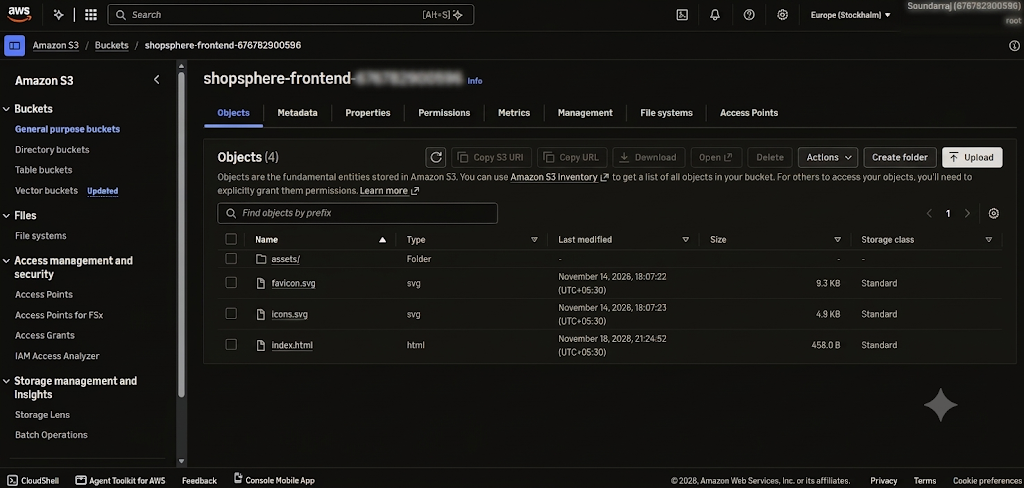 aws
Search [Alt+S]
Europe (Stockholm)
Soundarraj (676782900596)
root
Amazon S3 / Buckets / shopsphere-frontend-676782900596
Amazon S3
Buckets
General purpose buckets
Directory buckets
Table buckets
Vector buckets Updated
Files
File systems
Access management and
security
Access Points
Access Points for FSx
Access Grants
IAM Access Analyzer
Storage management and
Insights
Storage Lens
Batch Operations
shopsphere-frontend- Info
Objects Metadata Properties Permissions Metrics Management File systems Access Points
Objects (4)
Copy S3 URI Copy URL Download Open Delete Actions Create folder Upload
Objects are the fundamental entities stored in Amazon S3. You can use Amazon S3 Inventory to get a list of all objects in your bucket. For others to access your objects, you'll need to
explicitly grant them permissions. Learn more
Find objects by prefix
1
Name Type Last modified Size Storage class
assets/ Folder - - -
favicon.svg svg November 14, 2028, 18:07:22 (UTC+05:30) 9.3 KB Standard
icons.svg svg November 14, 2028, 18:07:23 (UTC+05:30) 4.9 KB Standard
index.html html November 18, 2028, 21:24:52 (UTC+05:30) 458.0 B Standard
CloudShell Agent Toolkit for AWS Feedback Console Mobile App
© 2028, Amazon Web Services, Inc. or its affiliates. Privacy Terms Cookie preferences